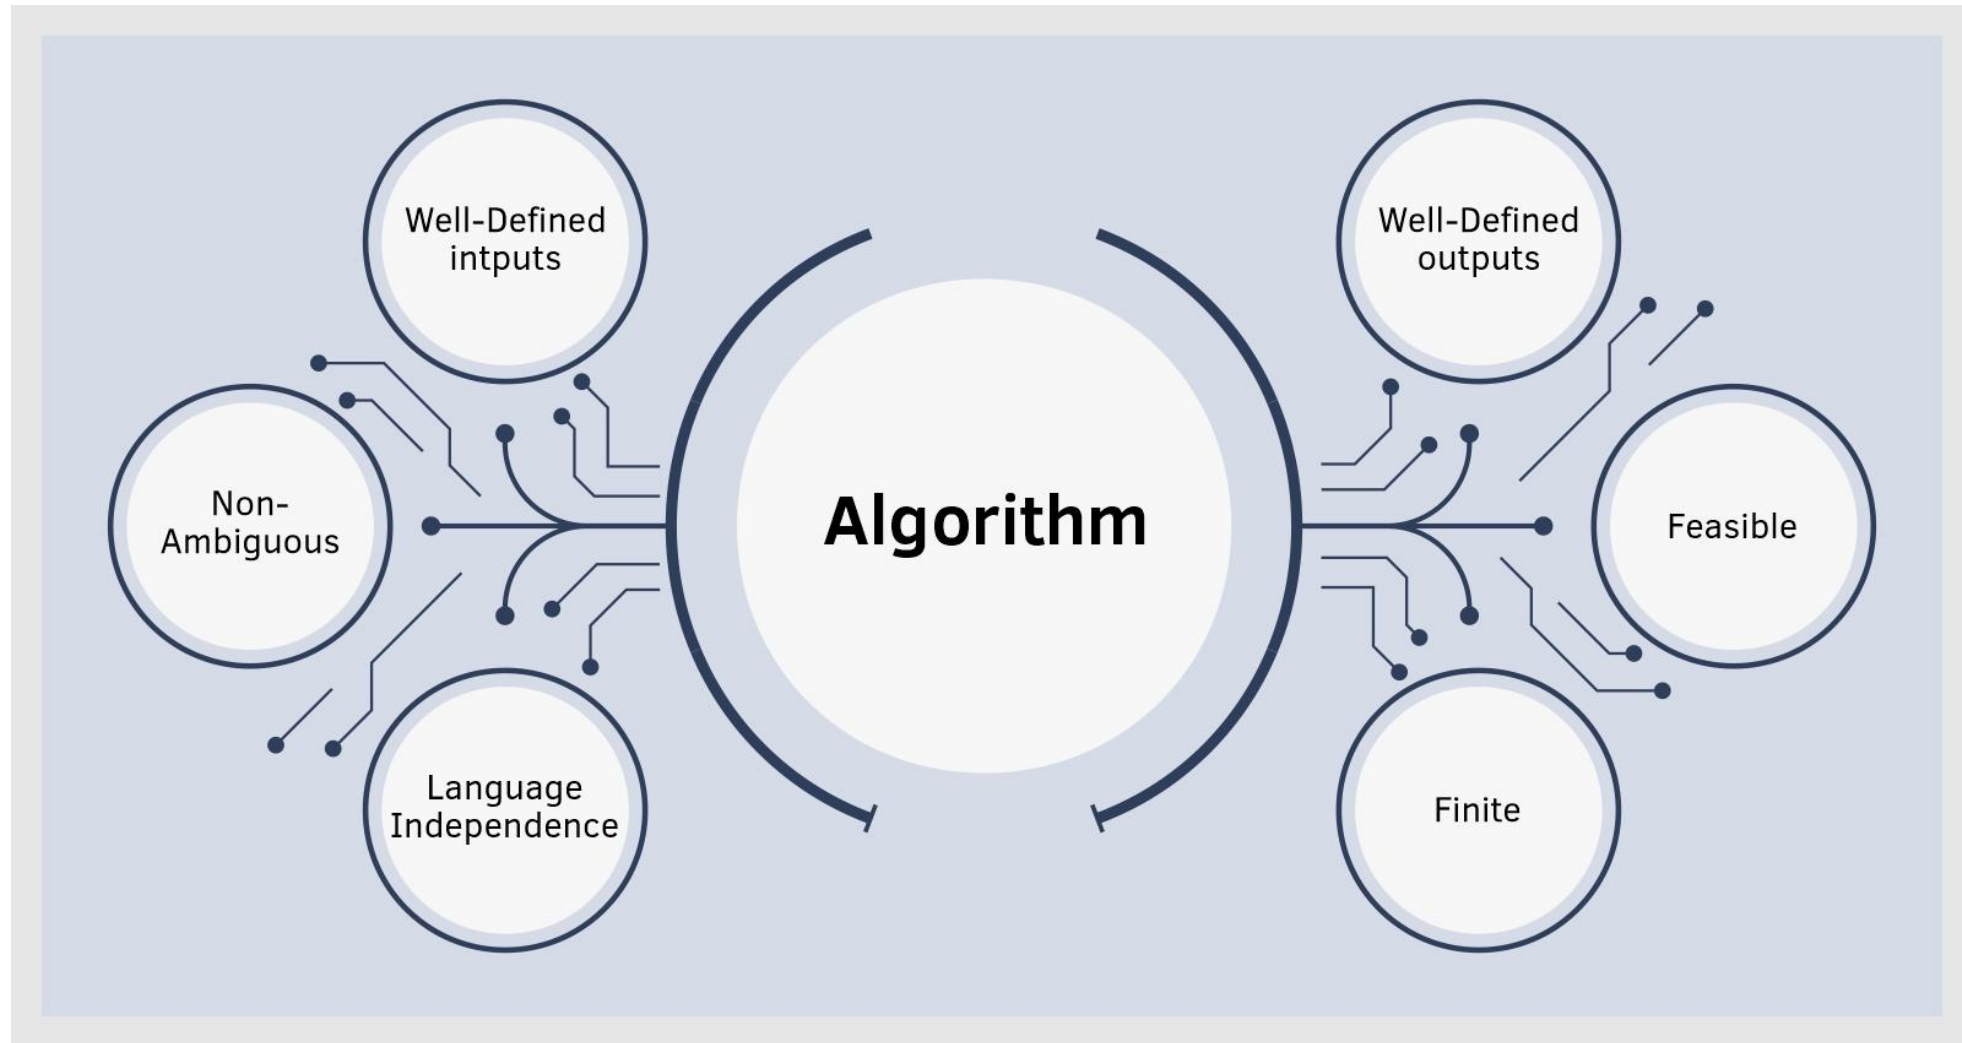 Well-Defined
intputs
Well-Defined
outputs
Non-
Ambiguous
Algorithm
Feasible
Language
Independence
Finite